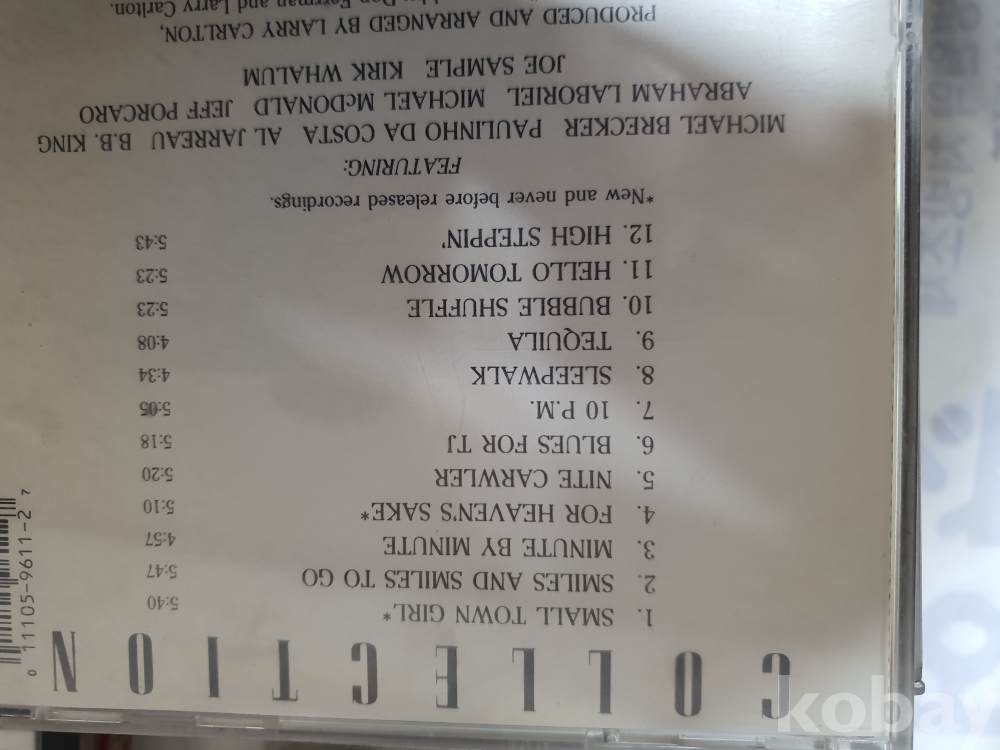 COLLECTION
1. SMALL TOWN GIRL* 5:40
2. SMILES AND SMILES TO GO 5:47
3. MINUTE BY MINUTE 4:57
4. FOR HEAVEN'S SAKE* 5:10
5. NITE CARWLER 5:20
6. BLUES FOR TJ 5:18
7. 10 P.M. 5:05
8. SLEEPWALK 4:34
9. TEQUILA 4:08
10. BUBBLE SHUFFLE 5:23
11. HELLO TOMORROW 5:23
12. HIGH STEPPIN' 5:43
*New and never before released recordings.
FEATURING:
MICHAEL BRECKER PAULINHO DA COSTA AL JARREAU B.B. KING
ABRAHAM LABORIEL MICHAEL McDONALD JEFF PORCARO
JOE SAMPLE KIRK WHALUM
PRODUCED AND ARRANGED BY LARRY CARLTON,
and Larry Carlton.
0 11105-9611-2 7
kobay